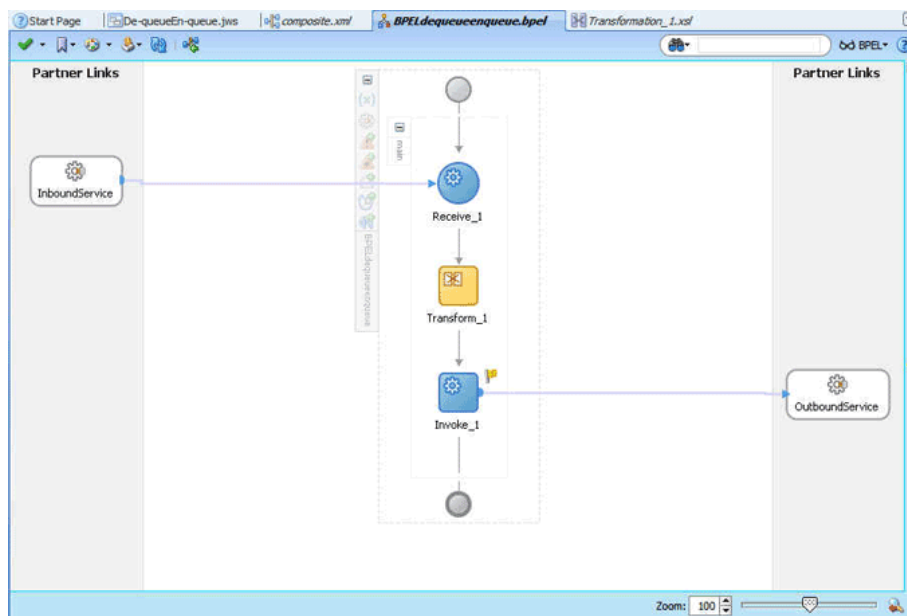 Start Page
De-queueEn-queue.jws
composite.xml
BPELdequeueenqueue.bpel
Transformation_1.xsl
BPEL
Partner Links
Partner Links
main
InboundService
Receive_1
BPELdequeueenqueue
Transform_1
Invoke_1
OutboundService
Zoom: 100